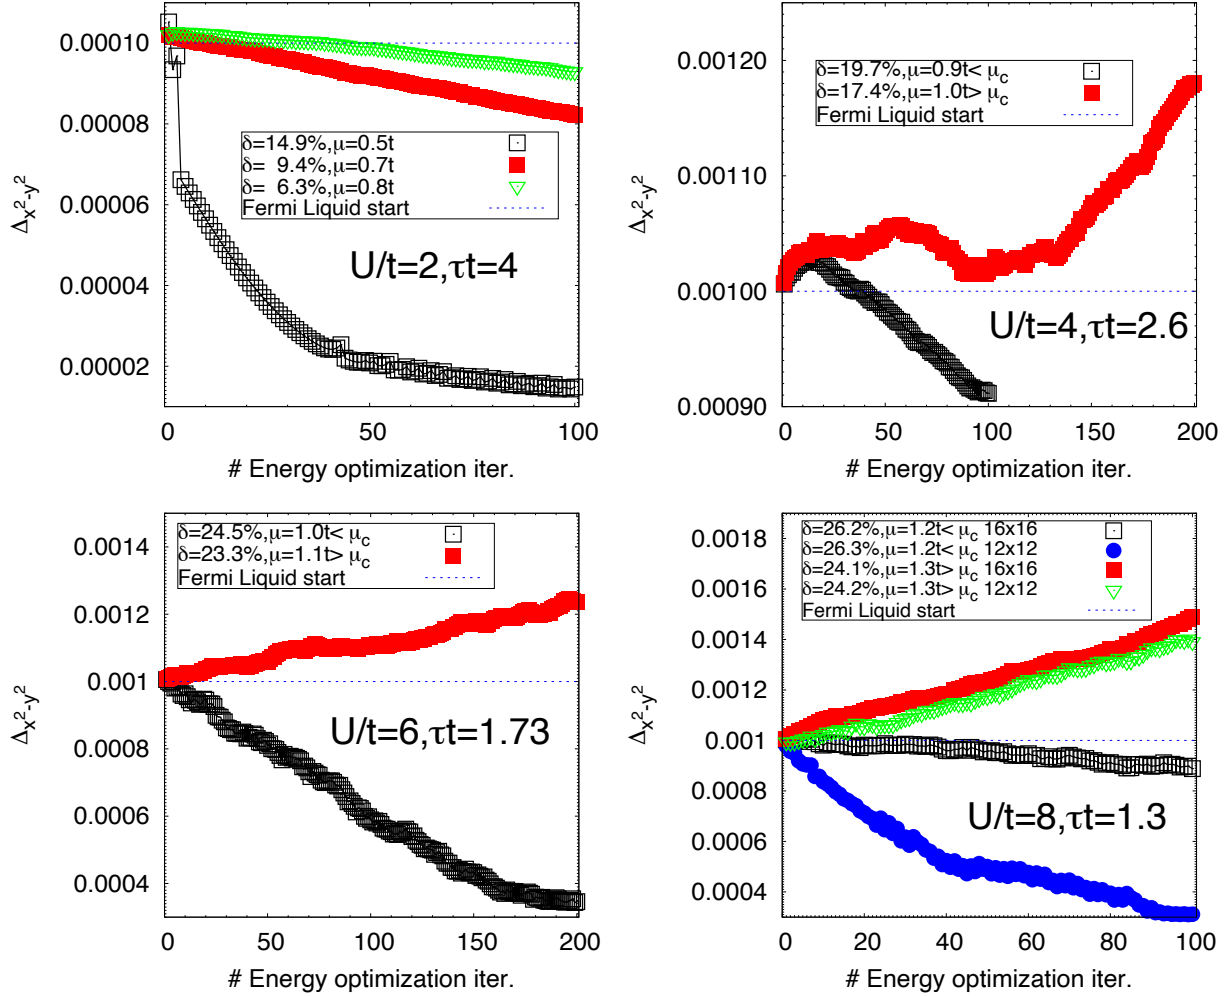 0.00010
0.00008
0.00006
0.00004
0.00002
Δx²-y²
δ=14.9%,μ=0.5t
δ= 9.4%,μ=0.7t
δ= 6.3%,μ=0.8t
Fermi Liquid start
U/t=2,τt=4
0 50 100
# Energy optimization iter.
0.00120
0.00110
0.00100
0.00090
Δx²-y²
δ=19.7%,μ=0.9t< μc
δ=17.4%,μ=1.0t> μc
Fermi Liquid start
U/t=4,τt=2.6
0 50 100 150 200
# Energy optimization iter.
0.0014
0.0012
0.001
0.0008
0.0006
0.0004
Δx²-y²
δ=24.5%,μ=1.0t< μc
δ=23.3%,μ=1.1t> μc
Fermi Liquid start
U/t=6,τt=1.73
0 50 100 150 200
# Energy optimization iter.
0.0018
0.0016
0.0014
0.0012
0.001
0.0008
0.0006
0.0004
Δx²-y²
δ=26.2%,μ=1.2t< μc 16x16
δ=26.3%,μ=1.2t< μc 12x12
δ=24.1%,μ=1.3t> μc 16x16
δ=24.2%,μ=1.3t> μc 12x12
Fermi Liquid start
U/t=8,τt=1.3
0 20 40 60 80 100
# Energy optimization iter.